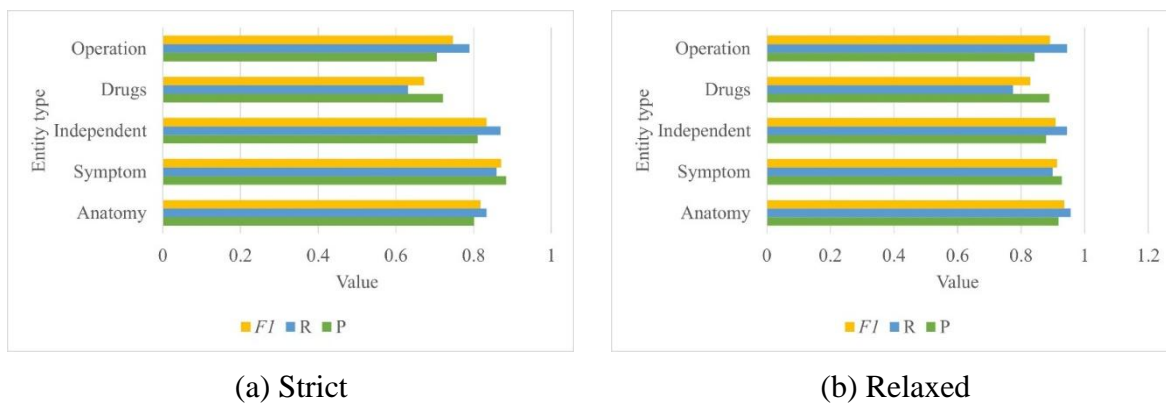 Entity type
Operation
Drugs
Independent
Symptom
Anatomy
0 0.2 0.4 0.6 0.8 1
Value
F1 R P
(a) Strict
Entity type
Operation
Drugs
Independent
Symptom
Anatomy
0 0.2 0.4 0.6 0.8 1 1.2
Value
F1 R P
(b) Relaxed